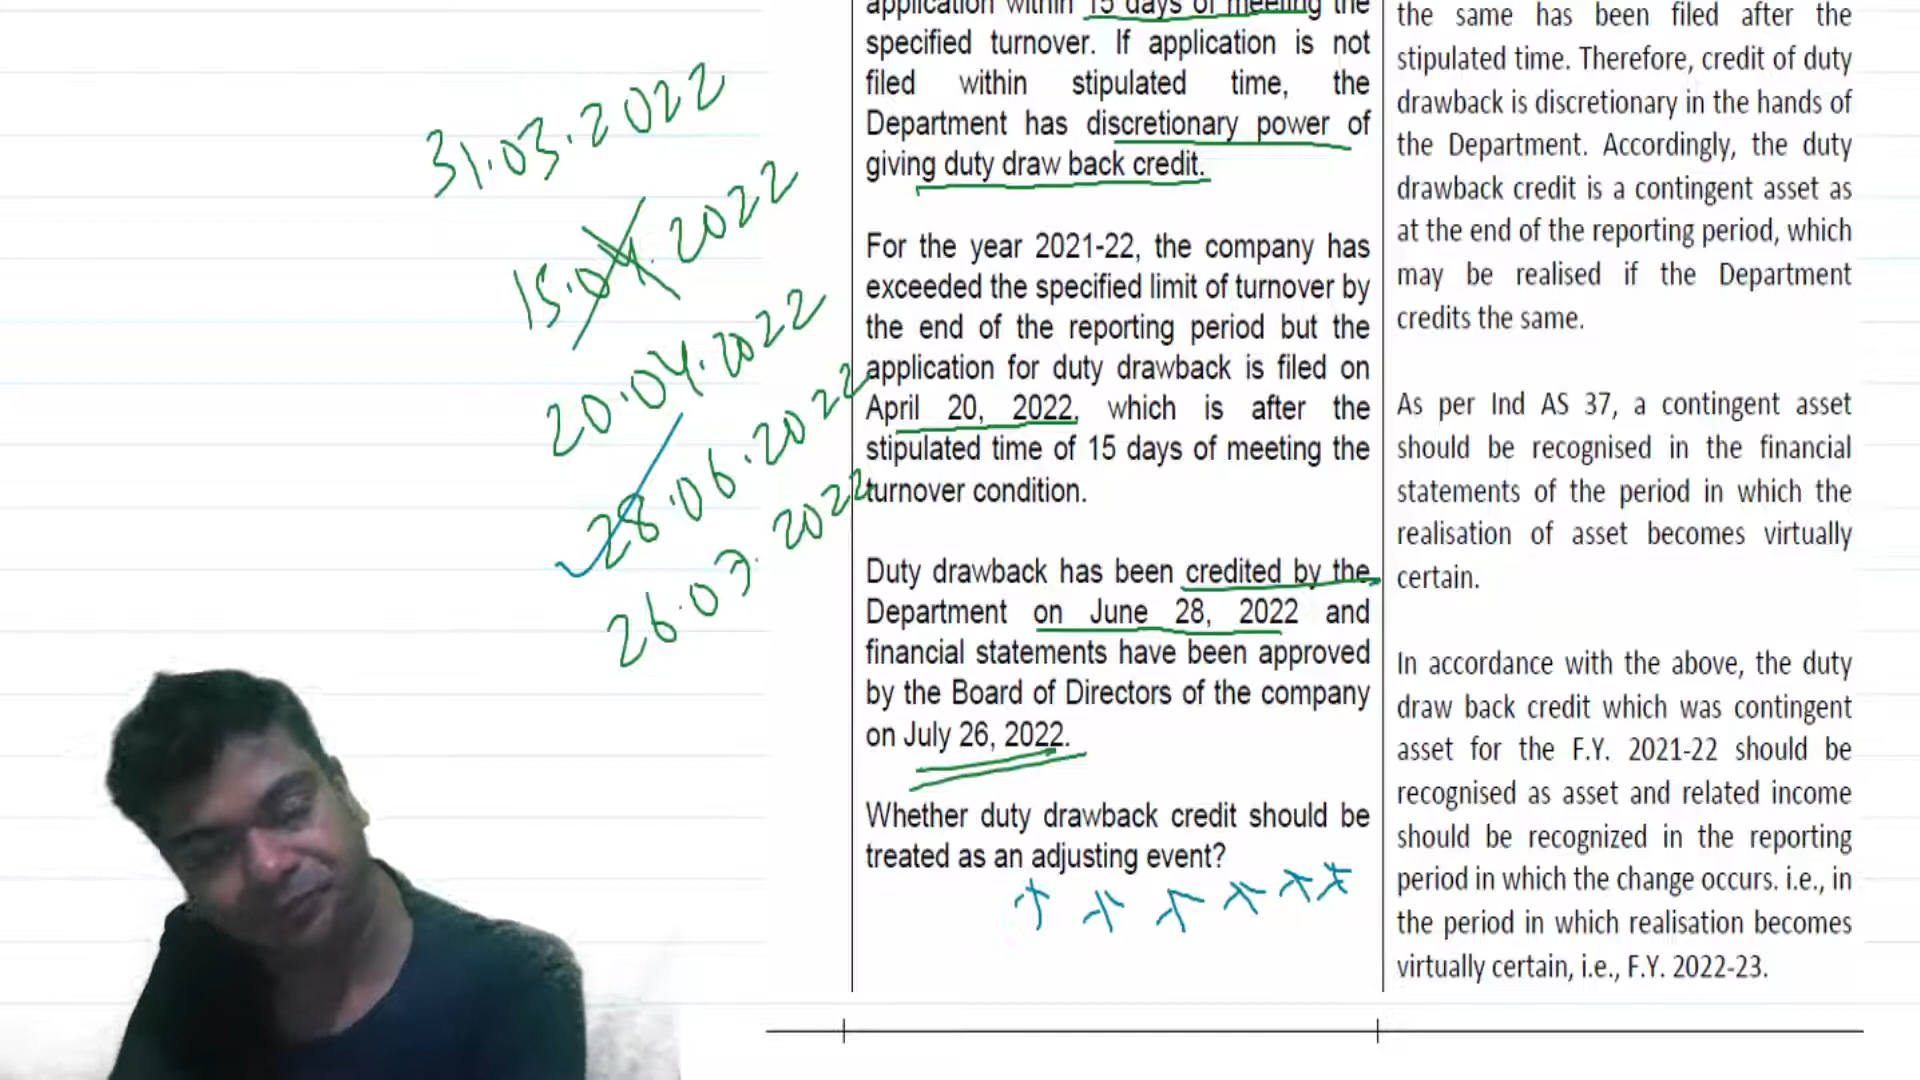 31.03.2022
15.04.2022
20.04.2022
28.06.2022
26.07.2022
application within 15 days of meeting the
specified turnover. If application is not
filed within stipulated time, the
Department has discretionary power of
giving duty draw back credit.
For the year 2021-22, the company has
exceeded the specified limit of turnover by
the end of the reporting period but the
application for duty drawback is filed on
April 20, 2022, which is after the
stipulated time of 15 days of meeting the
turnover condition.
Duty drawback has been credited by the
Department on June 28, 2022 and
financial statements have been approved
by the Board of Directors of the company
on July 26, 2022.
Whether duty drawback credit should be
treated as an adjusting event?
the same has been filed after the
stipulated time. Therefore, credit of duty
drawback is discretionary in the hands of
the Department. Accordingly, the duty
drawback credit is a contingent asset as
at the end of the reporting period, which
may be realised if the Department
credits the same.
As per Ind AS 37, a contingent asset
should be recognised in the financial
statements of the period in which the
realisation of asset becomes virtually
certain.
In accordance with the above, the duty
draw back credit which was contingent
asset for the F.Y. 2021-22 should be
recognised as asset and related income
should be recognized in the reporting
period in which the change occurs. i.e., in
the period in which realisation becomes
virtually certain, i.e., F.Y. 2022-23.